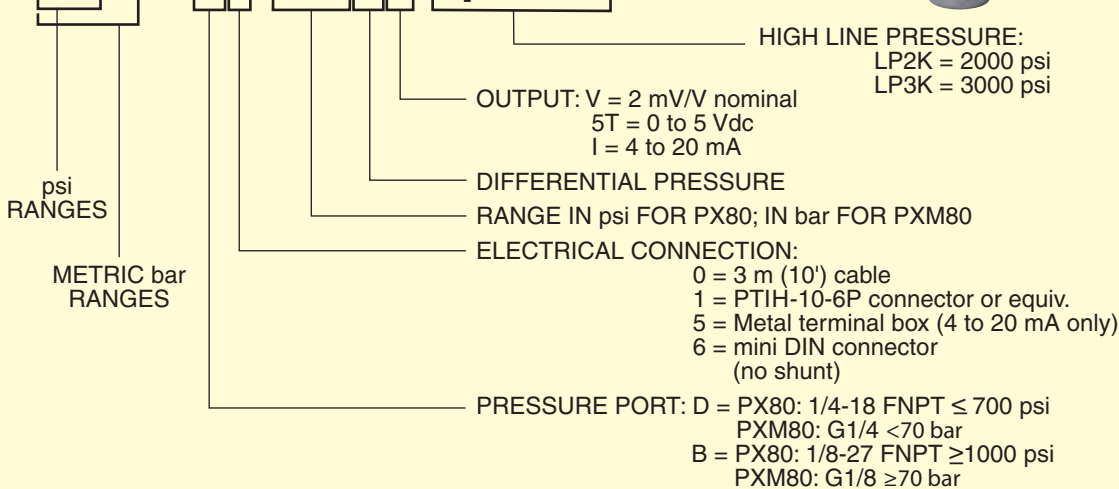 HIGH LINE PRESSURE:
LP2K = 2000 psi
LP3K = 3000 psi
OUTPUT: V = 2 mV/V nominal
5T = 0 to 5 Vdc
I = 4 to 20 mA
DIFFERENTIAL PRESSURE
psi
RANGES
RANGE IN psi FOR PX80; IN bar FOR PXM80
ELECTRICAL CONNECTION:
METRIC bar
RANGES
0 = 3 m (10') cable
1 = PTIH-10-6P connector or equiv.
5 = Metal terminal box (4 to 20 mA only)
6 = mini DIN connector
(no shunt)
PRESSURE PORT: D = PX80: 1/4-18 FNPT ≤ 700 psi
PXM80: G1/4 <70 bar
B = PX80: 1/8-27 FNPT ≥1000 psi
PXM80: G1/8 ≥70 bar